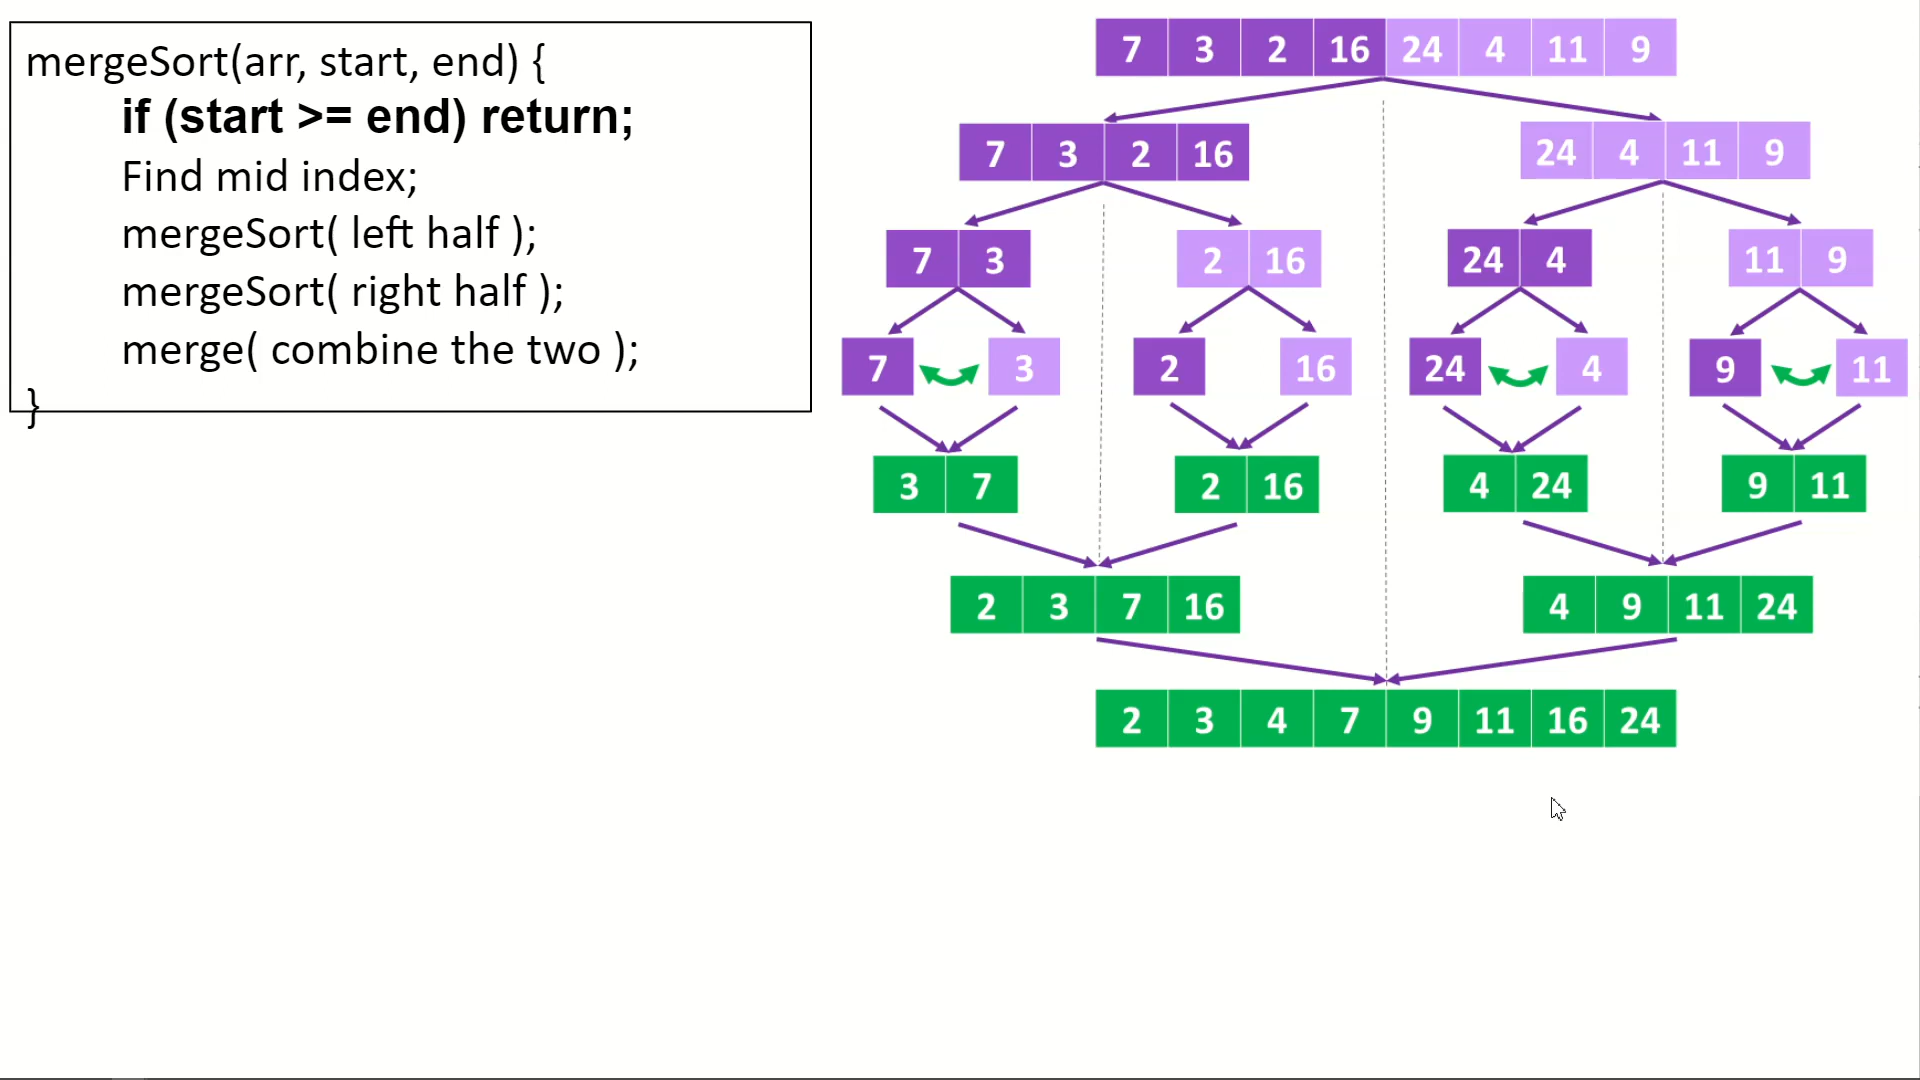 mergeSort(arr, start, end) {
if (start >= end) return;
Find mid index;
mergeSort( left half );
mergeSort( right half );
merge( combine the two );
}
7 3 2 16 24 4 11 9
7 3 2 16 24 4 11 9
7 3 2 16 24 4 11 9
7 3 2 16 24 4 9 11
3 7 2 16 4 24 9 11
2 3 7 16 4 9 11 24
2 3 4 7 9 11 16 24